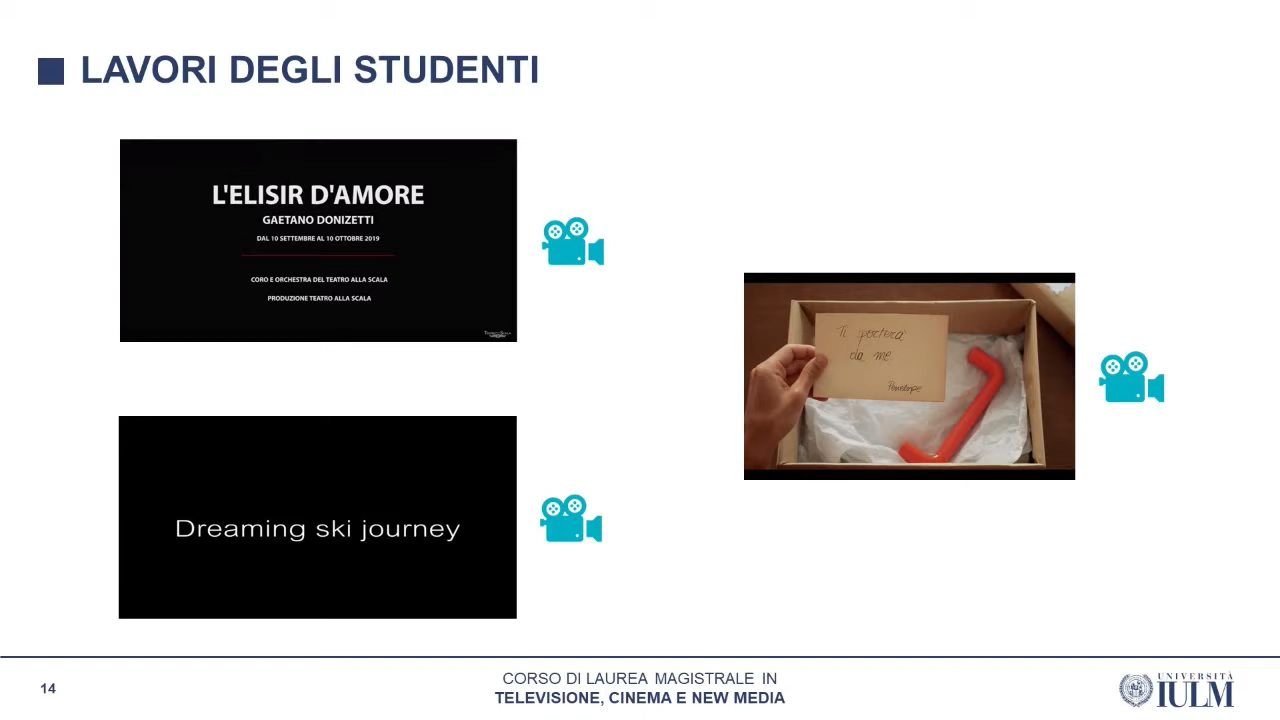 LAVORI DEGLI STUDENTI
L'ELISIR D'AMORE
GAETANO DONIZETTI
DAL 10 SETTEMBRE AL 10 OTTOBRE 2019
CORO E ORCHESTRA DEL TEATRO ALLA SCALA
PRODUZIONE TEATRO ALLA SCALA
Ti porterà
da me
Penelope
Dreaming ski journey
14
CORSO DI LAUREA MAGISTRALE IN
TELEVISIONE, CINEMA E NEW MEDIA
UNIVERSITÀ
IULM